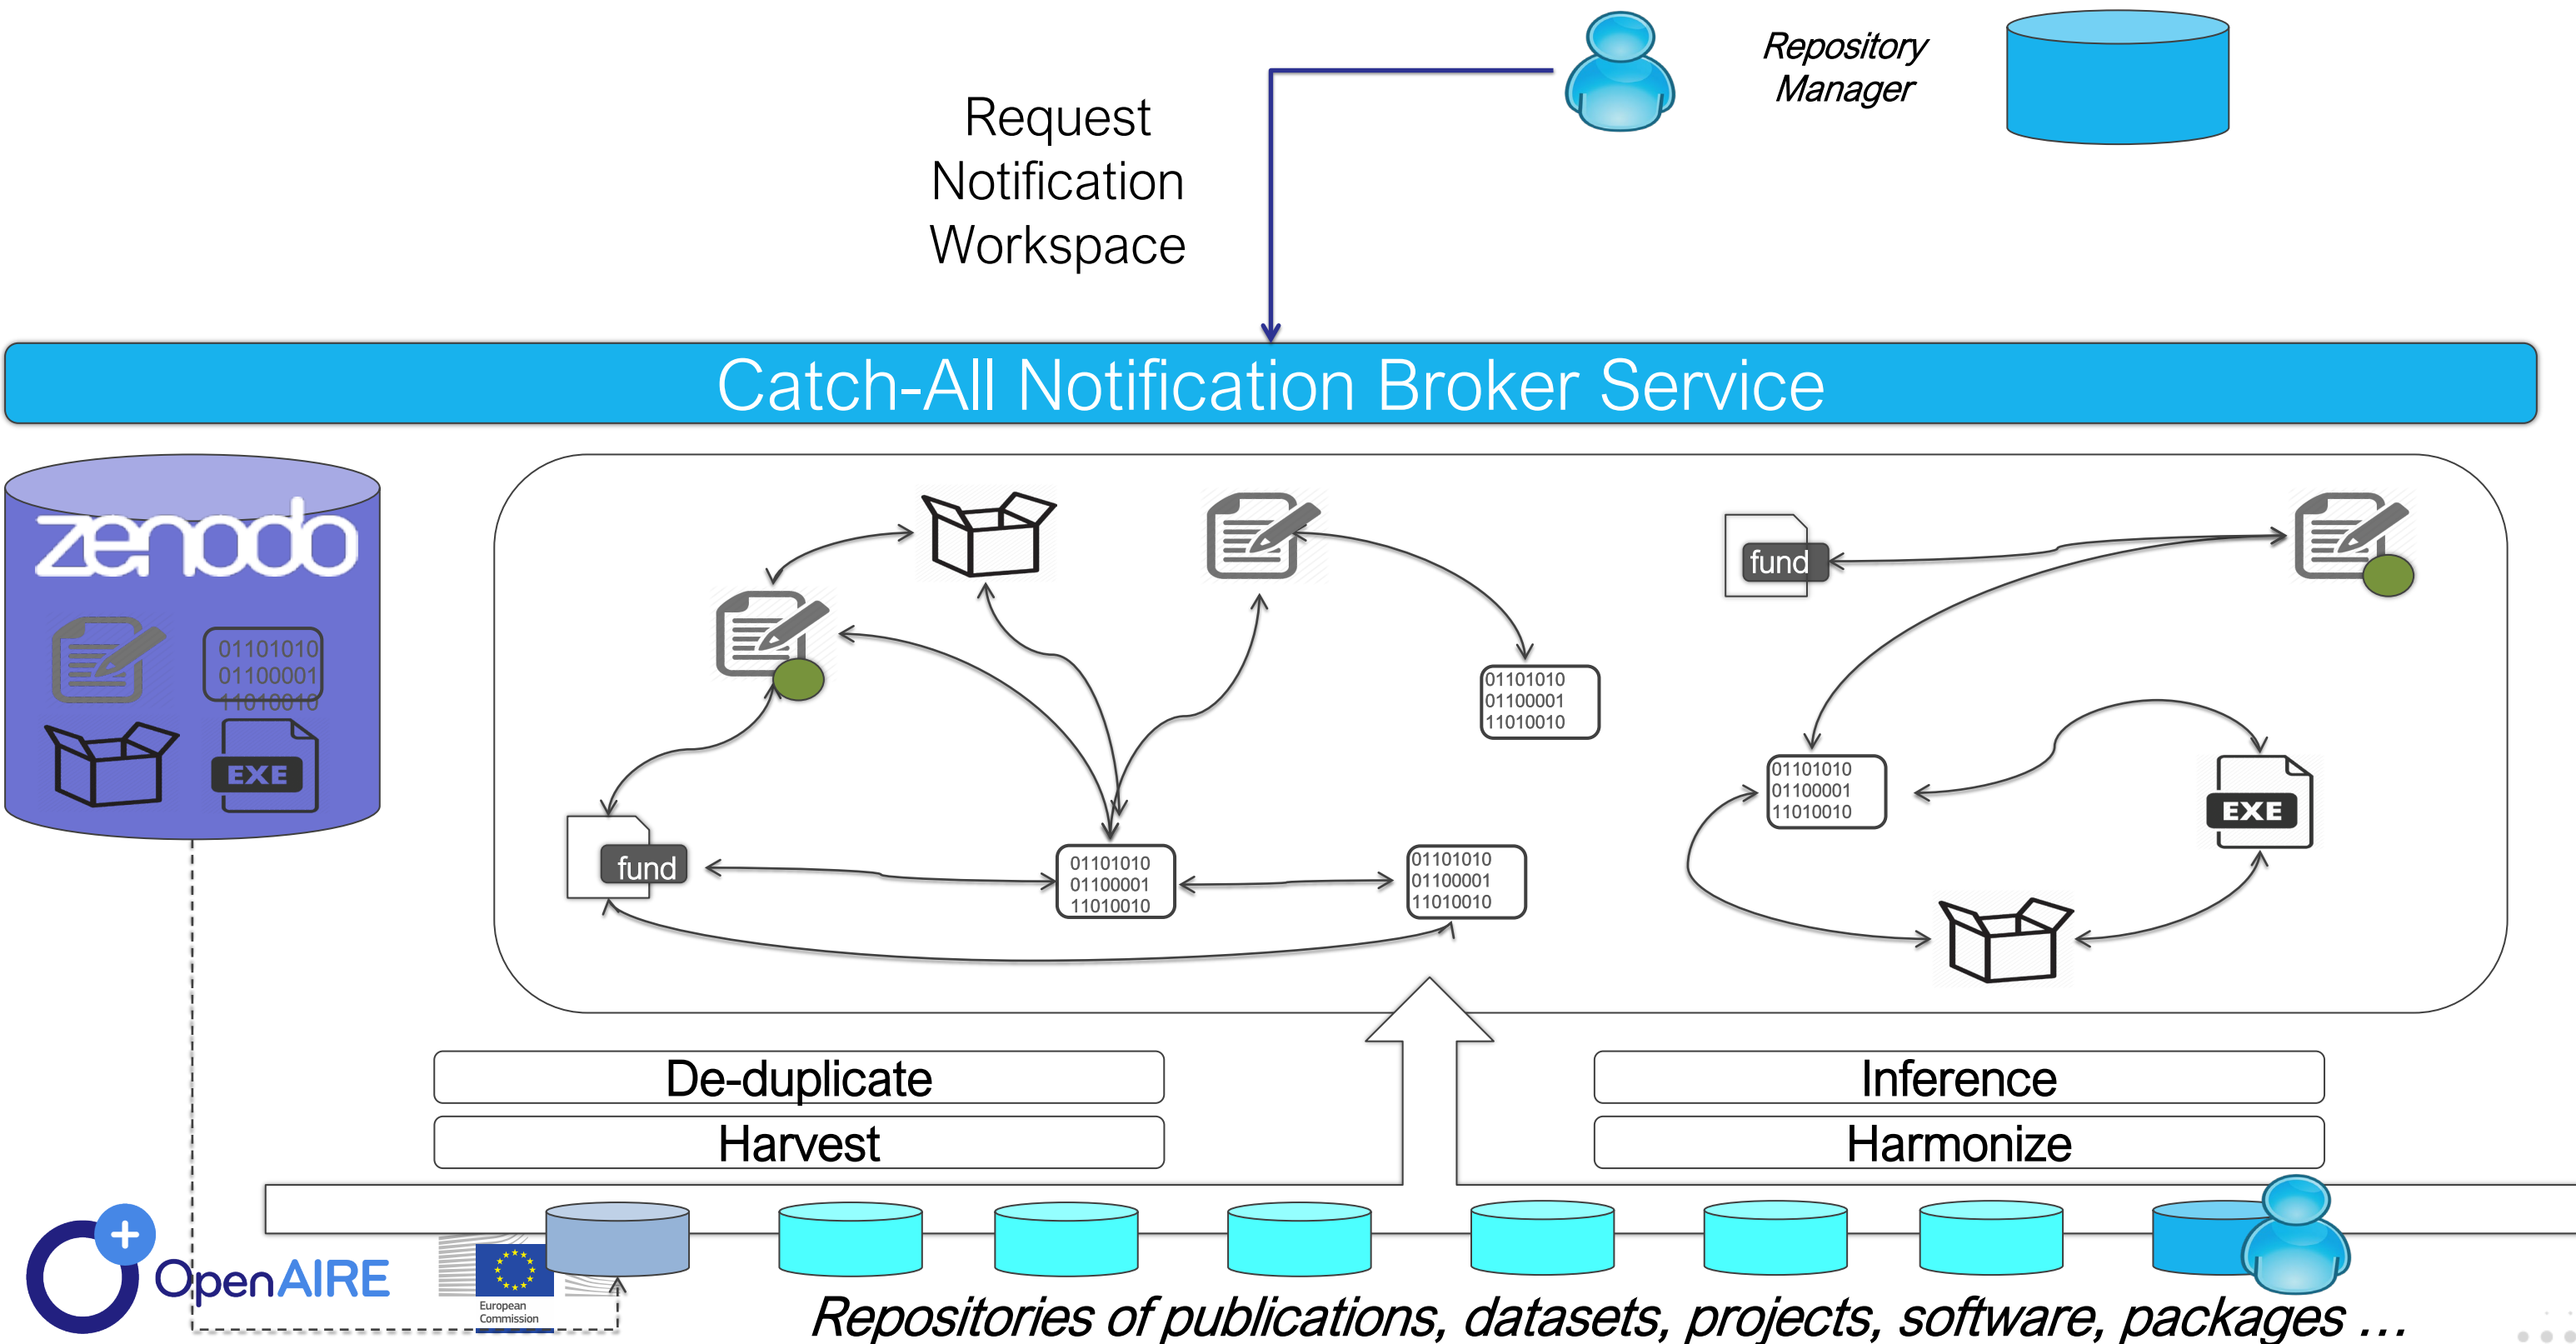 Repository
Manager
Request
Notification
Workspace
Catch-All Notification Broker Service
zenodo
01101010
01100001
11010010
EXE
fund
01101010
01100001
11010010
01101010
01100001
11010010
EXE
fund
01101010
01100001
11010010
01101010
01100001
11010010
De-duplicate
Inference
Harvest
Harmonize
OpenAIRE
European
Commission
Repositories of publications, datasets, projects, software, packages ...